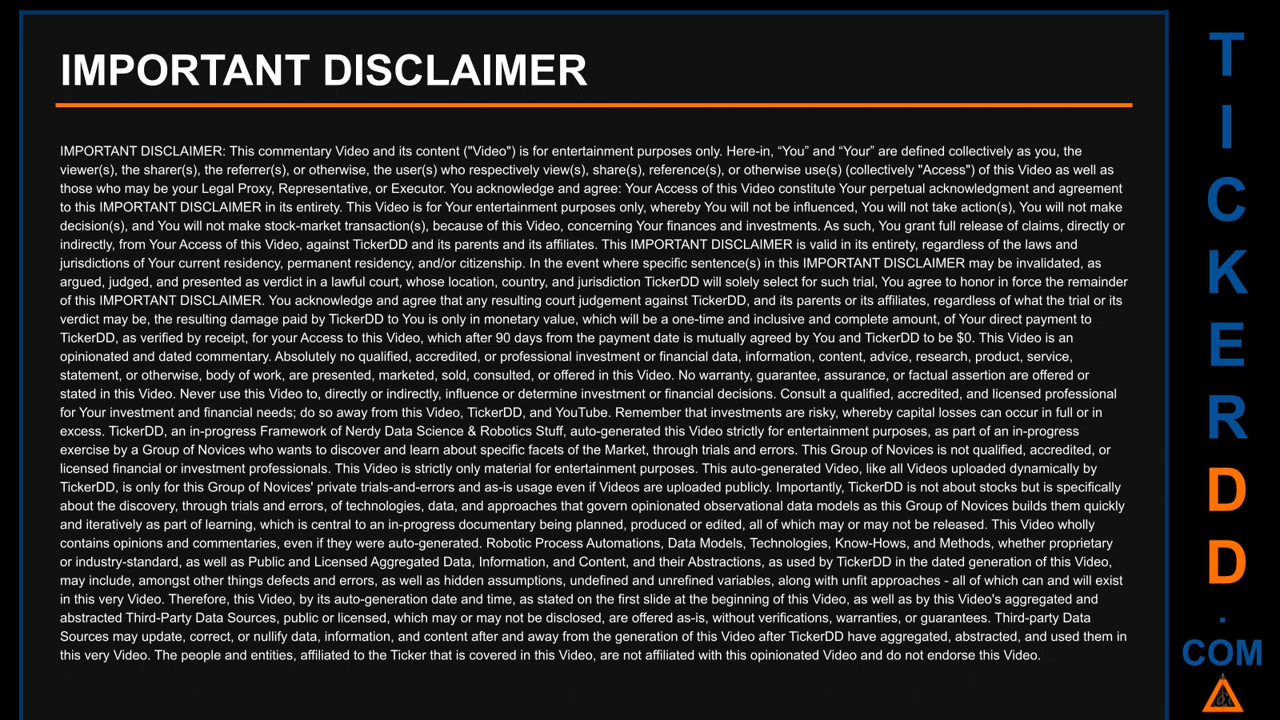 IMPORTANT DISCLAIMER
IMPORTANT DISCLAIMER: This commentary Video and its content ("Video") is for entertainment purposes only. Here-in, “You” and “Your” are defined collectively as you, the
viewer(s), the sharer(s), the referrer(s), or otherwise, the user(s) who respectively view(s), share(s), reference(s), or otherwise use(s) (collectively "Access") of this Video as well as
those who may be your Legal Proxy, Representative, or Executor. You acknowledge and agree: Your Access of this Video constitute Your perpetual acknowledgment and agreement
to this IMPORTANT DISCLAIMER in its entirety. This Video is for Your entertainment purposes only, whereby You will not be influenced, You will not take action(s), You will not make
decision(s), and You will not make stock-market transaction(s), because of this Video, concerning Your finances and investments. As such, You grant full release of claims, directly or
indirectly, from Your Access of this Video, against TickerDD and its parents and its affiliates. This IMPORTANT DISCLAIMER is valid in its entirety, regardless of the laws and
jurisdictions of Your current residency, permanent residency, and/or citizenship. In the event where specific sentence(s) in this IMPORTANT DISCLAIMER may be invalidated, as
argued, judged, and presented as verdict in a lawful court, whose location, country, and jurisdiction TickerDD will solely select for such trial, You agree to honor in force the remainder
of this IMPORTANT DISCLAIMER. You acknowledge and agree that any resulting court judgement against TickerDD, and its parents or its affiliates, regardless of what the trial or its
verdict may be, the resulting damage paid by TickerDD to You is only in monetary value, which will be a one-time and inclusive and complete amount, of Your direct payment to
TickerDD, as verified by receipt, for your Access to this Video, which after 90 days from the payment date is mutually agreed by You and TickerDD to be $0. This Video is an
opinionated and dated commentary. Absolutely no qualified, accredited, or professional investment or financial data, information, content, advice, research, product, service,
statement, or otherwise, body of work, are presented, marketed, sold, consulted, or offered in this Video. No warranty, guarantee, assurance, or factual assertion are offered or
stated in this Video. Never use this Video to, directly or indirectly, influence or determine investment or financial decisions. Consult a qualified, accredited, and licensed professional
for Your investment and financial needs; do so away from this Video, TickerDD, and YouTube. Remember that investments are risky, whereby capital losses can occur in full or in
excess. TickerDD, an in-progress Framework of Nerdy Data Science & Robotics Stuff, auto-generated this Video strictly for entertainment purposes, as part of an in-progress
exercise by a Group of Novices who wants to discover and learn about specific facets of the Market, through trials and errors. This Group of Novices is not qualified, accredited, or
licensed financial or investment professionals. This Video is strictly only material for entertainment purposes. This auto-generated Video, like all Videos uploaded dynamically by
TickerDD, is only for this Group of Novices' private trials-and-errors and as-is usage even if Videos are uploaded publicly. Importantly, TickerDD is not about stocks but is specifically
about the discovery, through trials and errors, of technologies, data, and approaches that govern opinionated observational data models as this Group of Novices builds them quickly
and iteratively as part of learning, which is central to an in-progress documentary being planned, produced or edited, all of which may or may not be released. This Video wholly
contains opinions and commentaries, even if they were auto-generated. Robotic Process Automations, Data Models, Technologies, Know-Hows, and Methods, whether proprietary
or industry-standard, as well as Public and Licensed Aggregated Data, Information, and Content, and their Abstractions, as used by TickerDD in the dated generation of this Video,
may include, amongst other things defects and errors, as well as hidden assumptions, undefined and unrefined variables, along with unfit approaches - all of which can and will exist
in this very Video. Therefore, this Video, by its auto-generation date and time, as stated on the first slide at the beginning of this Video, as well as by this Video's aggregated and
abstracted Third-Party Data Sources, public or licensed, which may or may not be disclosed, are offered as-is, without verifications, warranties, or guarantees. Third-party Data
Sources may update, correct, or nullify data, information, and content after and away from the generation of this Video after TickerDD have aggregated, abstracted, and used them in
this very Video. The people and entities, affiliated to the Ticker that is covered in this Video, are not affiliated with this opinionated Video and do not endorse this Video.
T
I
C
K
E
R
D
D
.
COM